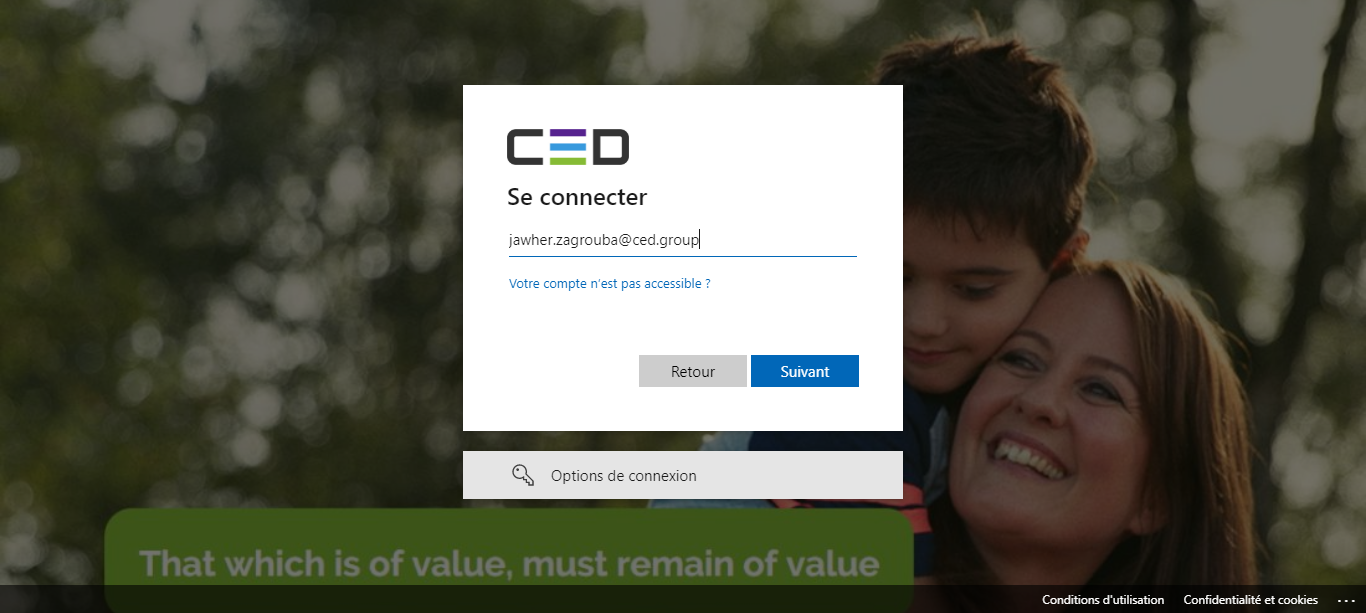 CED
Se connecter
jawher.zagrouba@ced.group
Votre compte n'est pas accessible ?
Retour
Suivant
Options de connexion
That which is of value, must remain of value
Conditions d'utilisation
Confidentialité et cookies
...